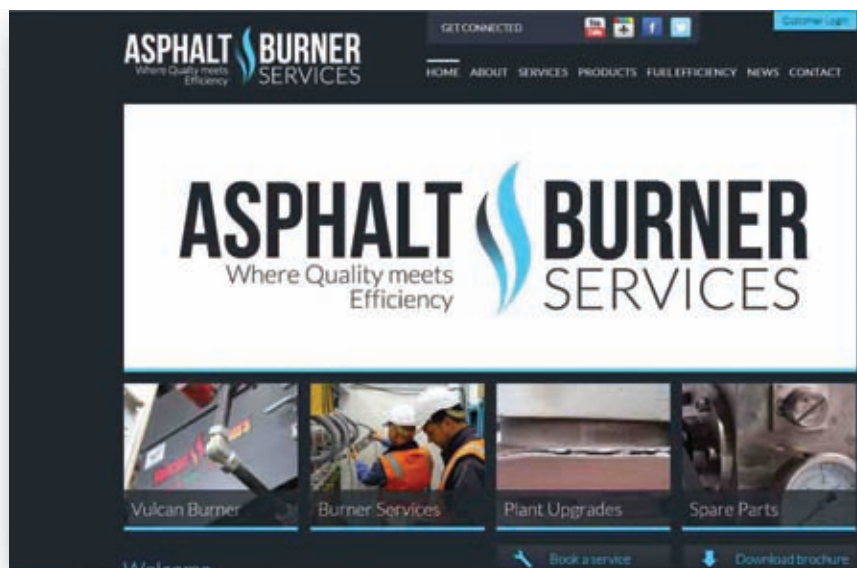 GET CONNECTED
Customer Login
ASPHALT BURNER
Where Quality meets
Efficiency
SERVICES
HOME ABOUT SERVICES PRODUCTS FUEL EFFICIENCY NEWS CONTACT
ASPHALT BURNER
Where Quality meets
Efficiency
SERVICES
Vulcan Burner
Burner Services
Plant Upgrades
Spare Parts
Welcome
Book a service
Download brochure